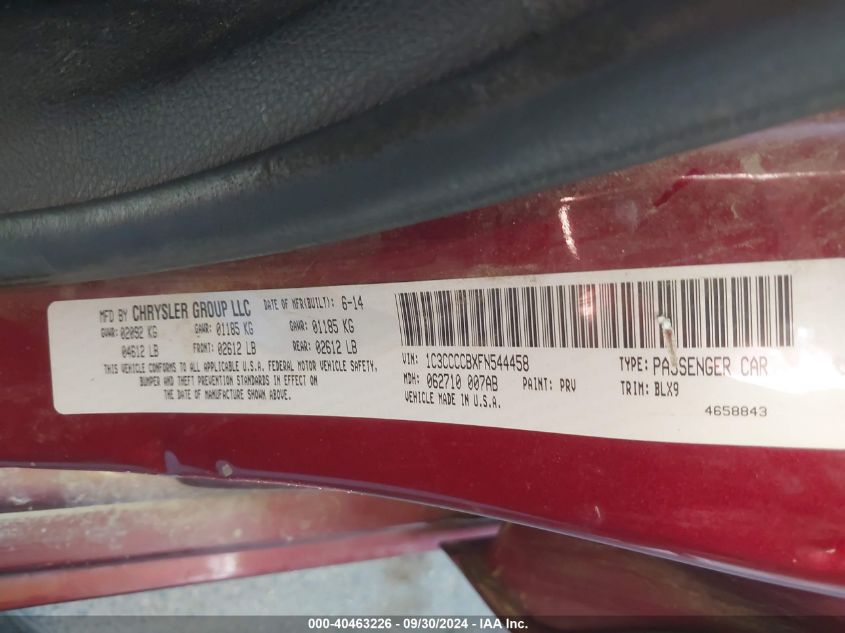 MFD BY CHRYSLER GROUP LLC DATE OF MFR(BUILT): 6-14
GVWR: 02092 KG GAWR: 01185 KG GAWR: 01185 KG
04612 LB FRONT: 02612 LB REAR: 02612 LB
THIS VEHICLE CONFORMS TO ALL APPLICABLE U.S.A. FEDERAL MOTOR VEHICLE SAFETY,
BUMPER AND THEFT PREVENTION STANDARDS IN EFFECT ON
THE DATE OF MANUFACTURE SHOWN ABOVE.
VIN: 1C3CCCCBXFN544458 TYPE: PASSENGER CAR
MDH: 062710 007AB PAINT: PRV TRIM: BLX9
VEHICLE MADE IN U.S.A.
4658843
000-40463226 - 09/30/2024 - IAA Inc.